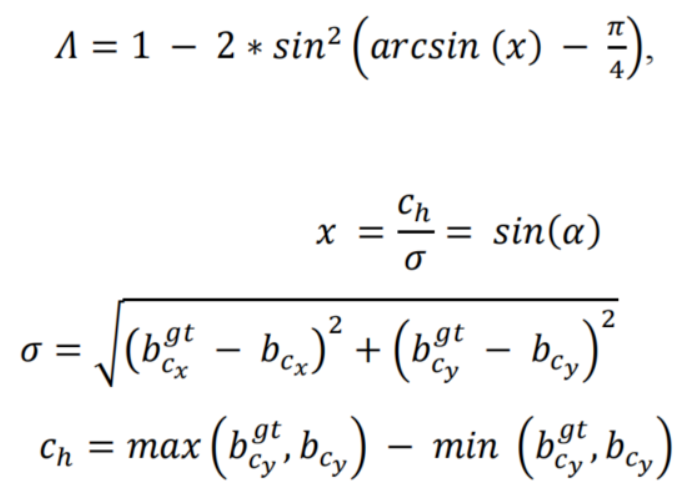 Λ = 1 − 2 * sin² (arcsin (x) − π/4),
x = c_h/σ = sin(α)
σ = √((b_{c_x}^{gt} − b_{c_x})² + (b_{c_y}^{gt} − b_{c_y})²)
c_h = max (b_{c_y}^{gt}, b_{c_y}) − min (b_{c_y}^{gt}, b_{c_y})